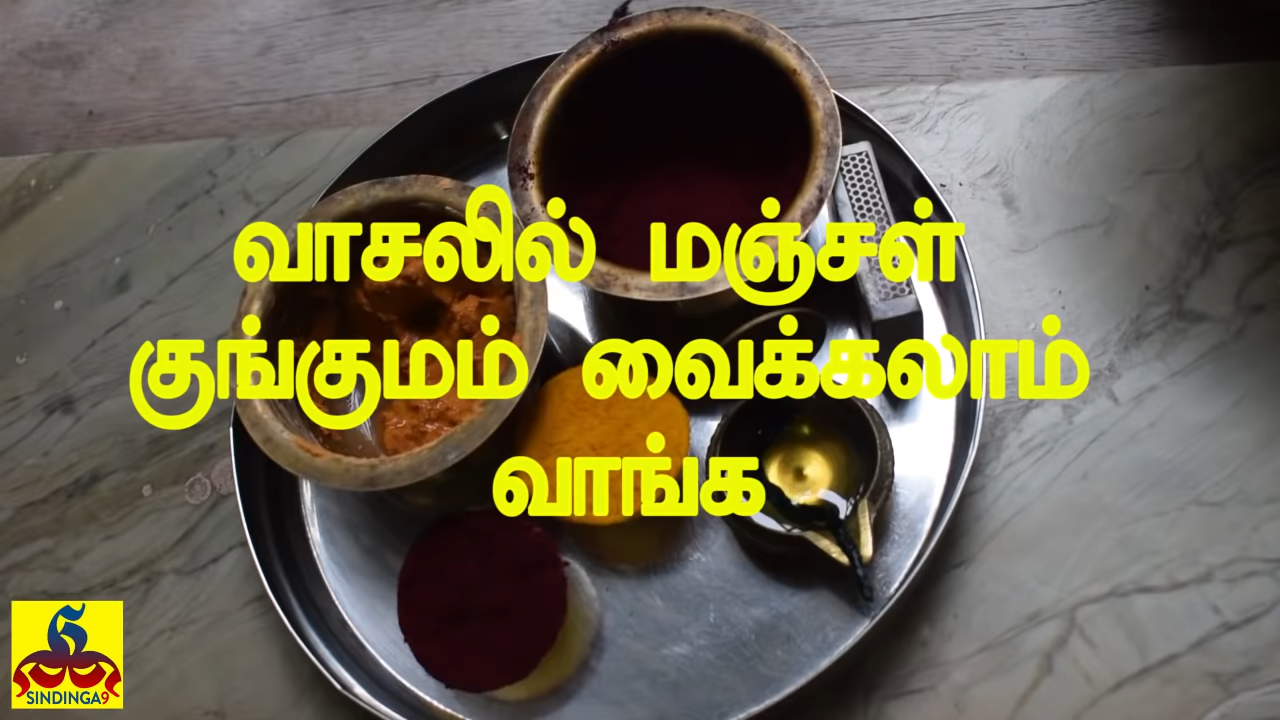 வாசலில் மஞ்சள்
குங்குமம் வைக்கலாம்
வாங்க
சி
SINDINGA9